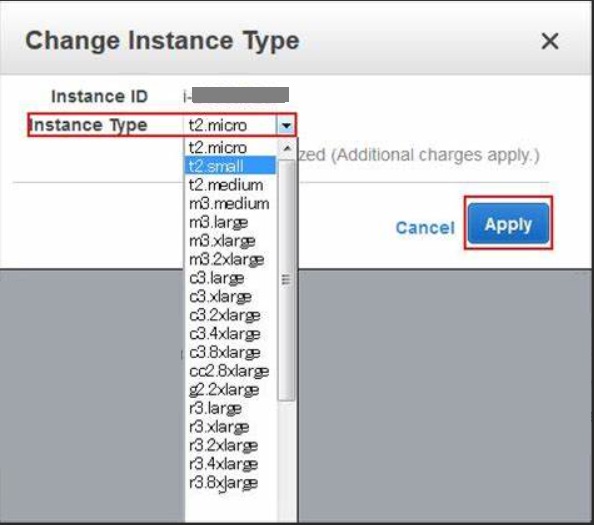 Change Instance Type
Instance ID i-
Instance Type t2.micro
t2.micro
zed (Additional charges apply.)
t2.small
t2.medium
m3.medium
m3.large
m3.xlarge
m3.2xlarge
Cancel Apply
c3.large
c3.xlarge
c3.2xlarge
c3.4xlarge
c3.8xlarge
cc2.8xlarge
g2.2xlarge
r3.large
r3.xlarge
r3.2xlarge
r3.4xlarge
r3.8xlarge